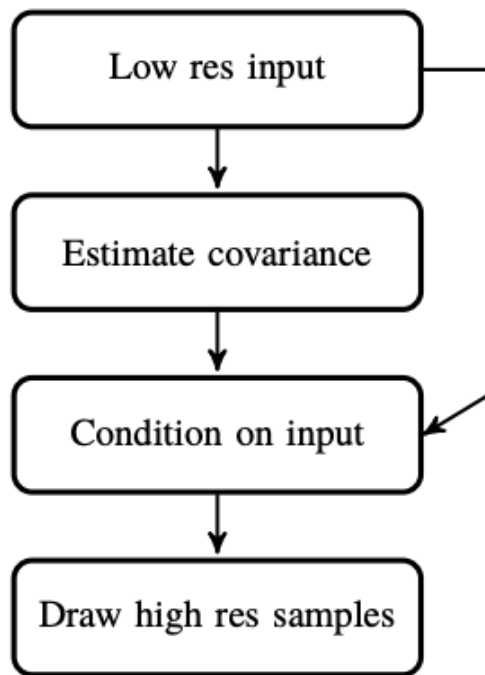 Low res input
Estimate covariance
Condition on input
Draw high res samples